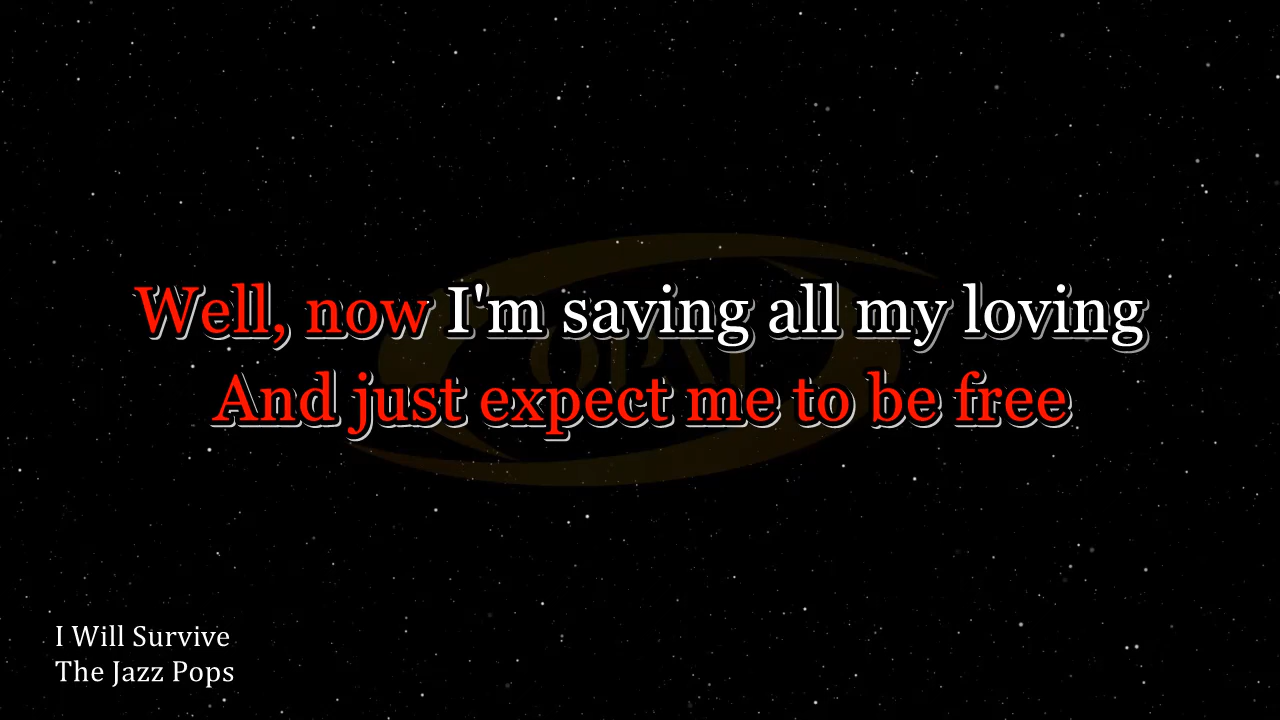 Well, now I'm saving all my loving
And just expect me to be free
I Will Survive
The Jazz Pops